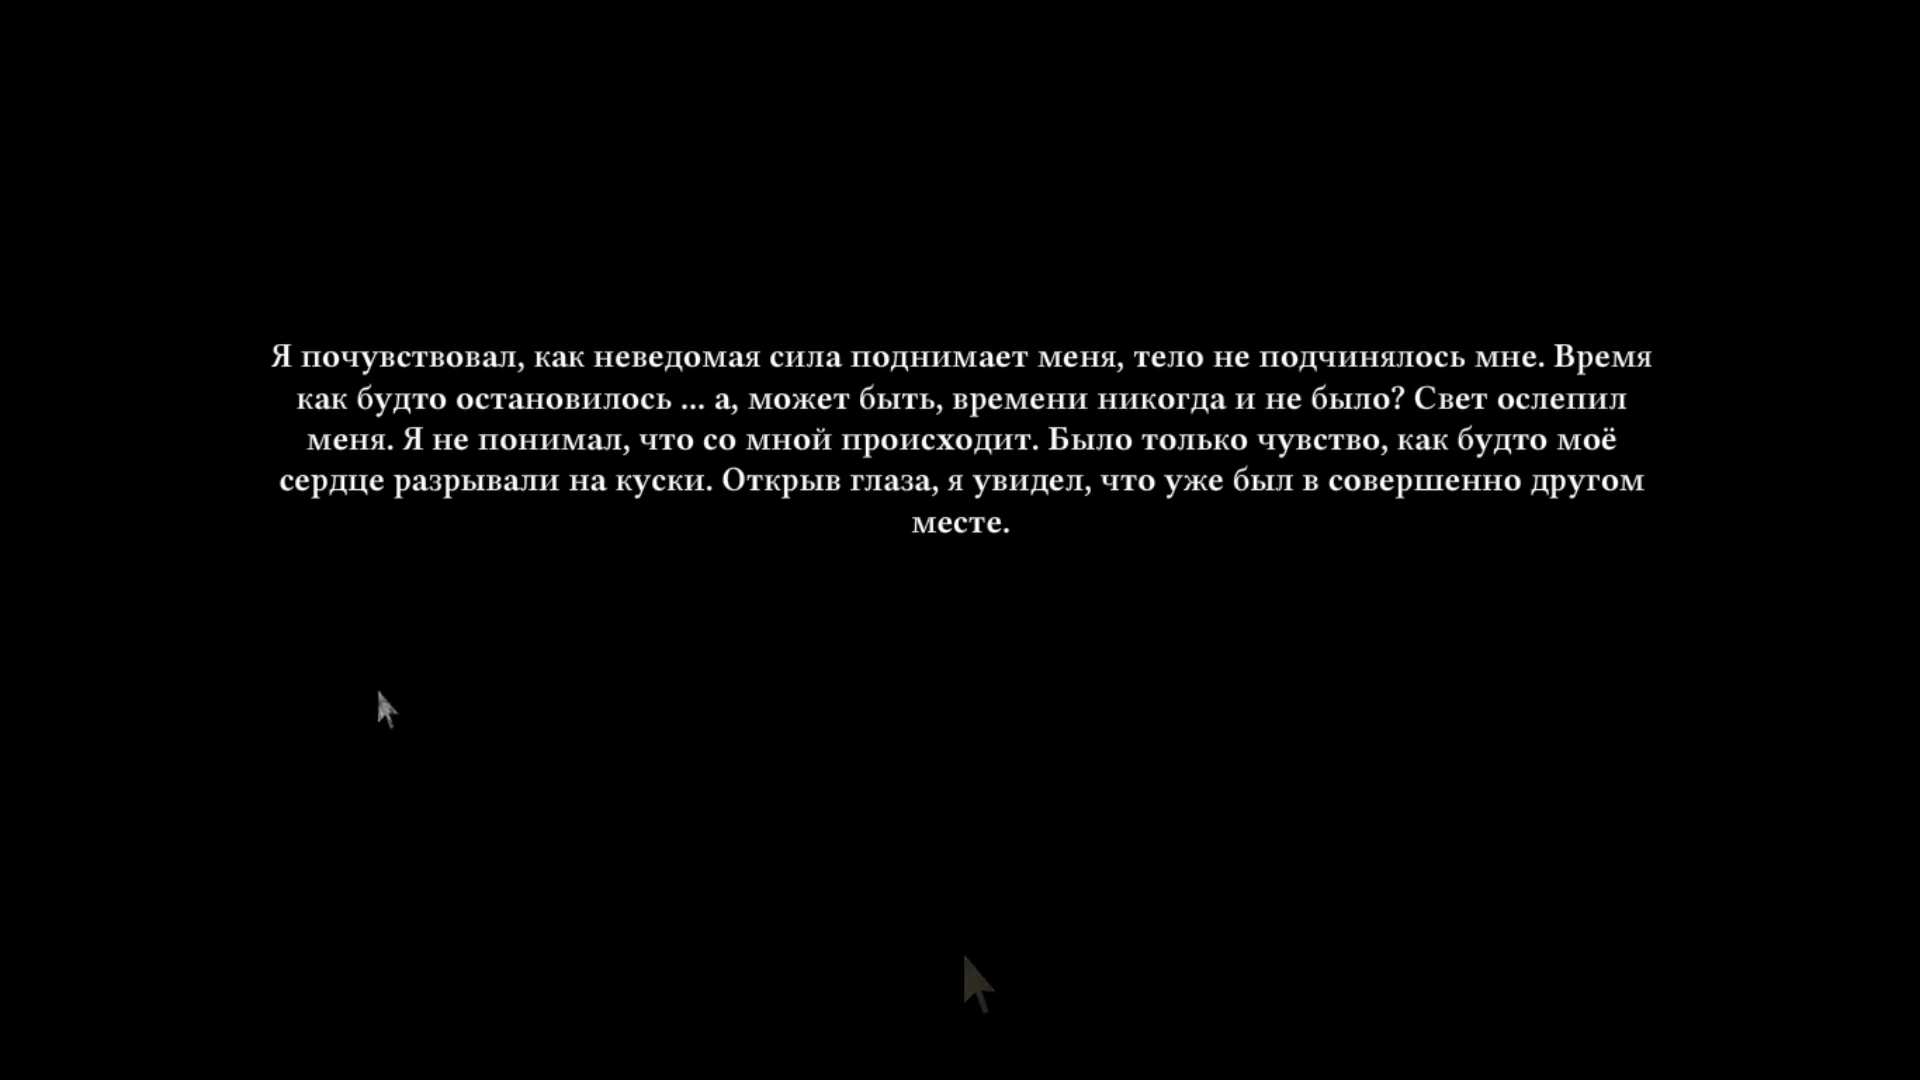 Я почувствовал, как неведомая сила поднимает меня, тело не подчинялось мне. Время
как будто остановилось ... а, может быть, времени никогда и не было? Свет ослепил
меня. Я не понимал, что со мной происходит. Было только чувство, как будто моё
сердце разрывали на куски. Открыв глаза, я увидел, что уже был в совершенно другом
месте.